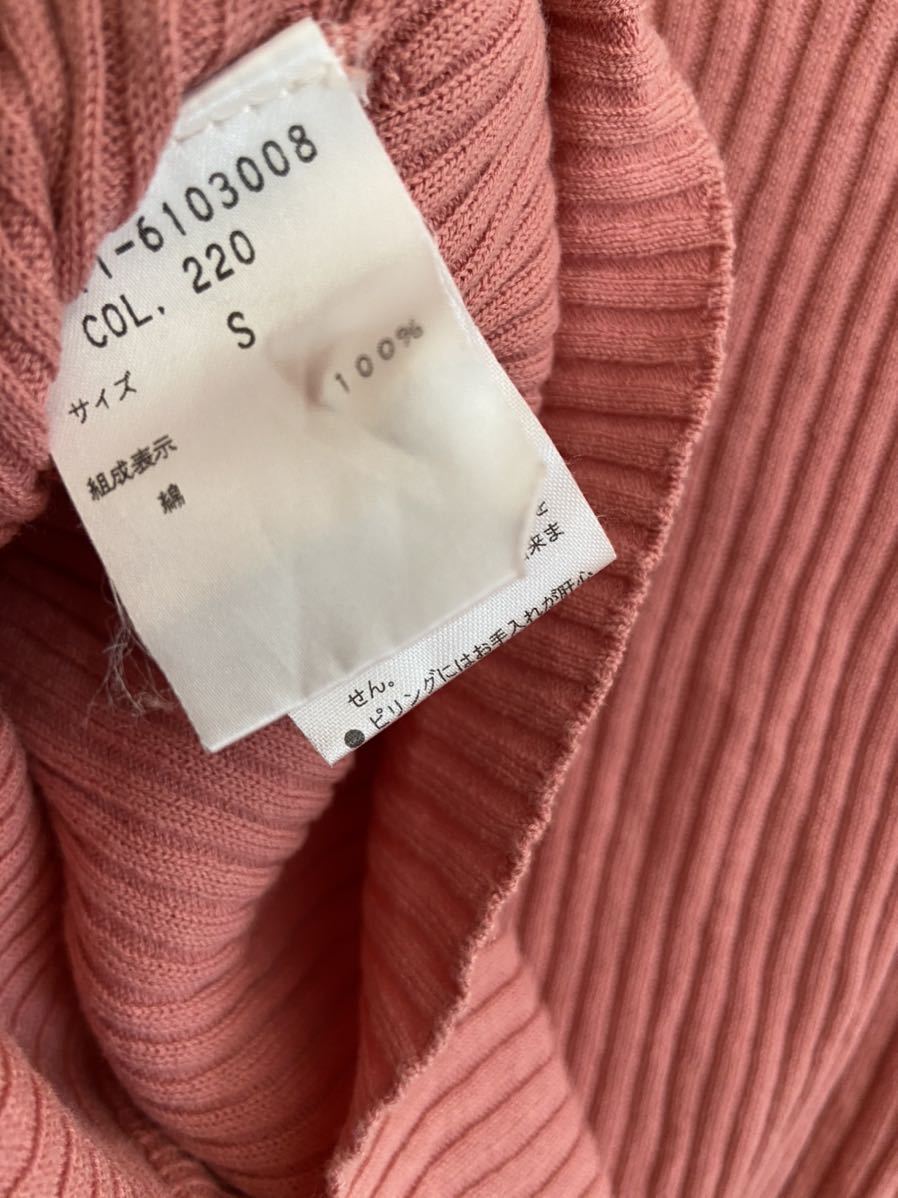 1-6103008
COL. 220
サイズ S
組成表示
綿 100%
来ま
せん。
●ピリングにはお手入れが肝心